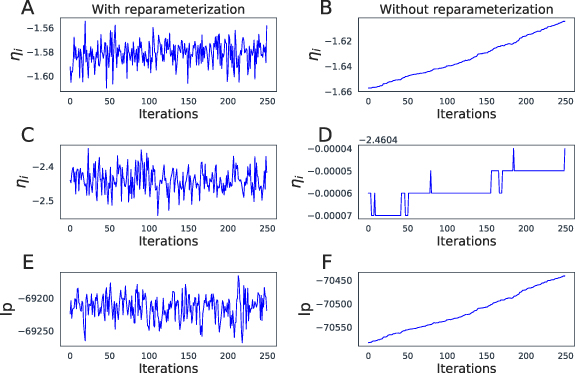 A With reparameterization
B Without reparameterization
−1.56
−1.58
−1.60
η_i
0 50 100 150 200 250
Iterations
−1.62
−1.64
−1.66
η_i
0 50 100 150 200 250
Iterations
C
−2.4
−2.5
η_i
0 50 100 150 200 250
Iterations
D
−2.4604
−0.00004
−0.00005
−0.00006
−0.00007
η_i
0 50 100 150 200 250
Iterations
E
−69200
−69250
lp
0 50 100 150 200 250
Iterations
F
−70450
−70500
−70550
lp
0 50 100 150 200 250
Iterations